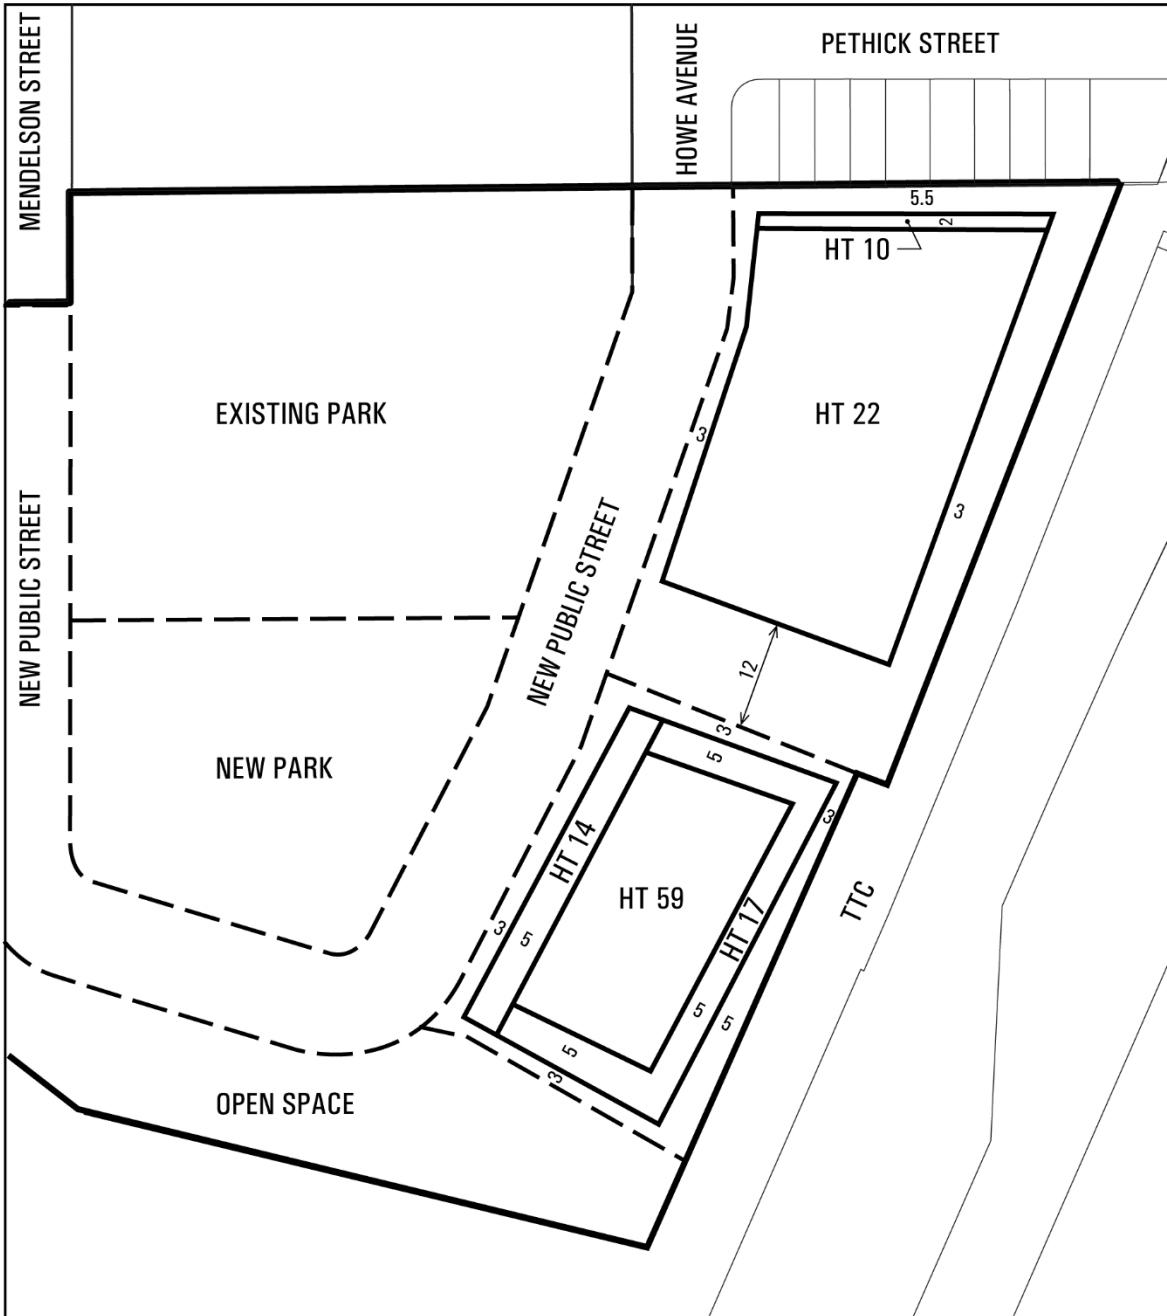 MENDELSON STREET
HOWE AVENUE
PETHICK STREET
5.5
2
HT 10
EXISTING PARK
3
HT 22
3
NEW PUBLIC STREET
NEW PUBLIC STREET
12
3
5
NEW PARK
HT 14
3
HT 59
HT 17
TTC
3
5
5
5
5
3
OPEN SPACE